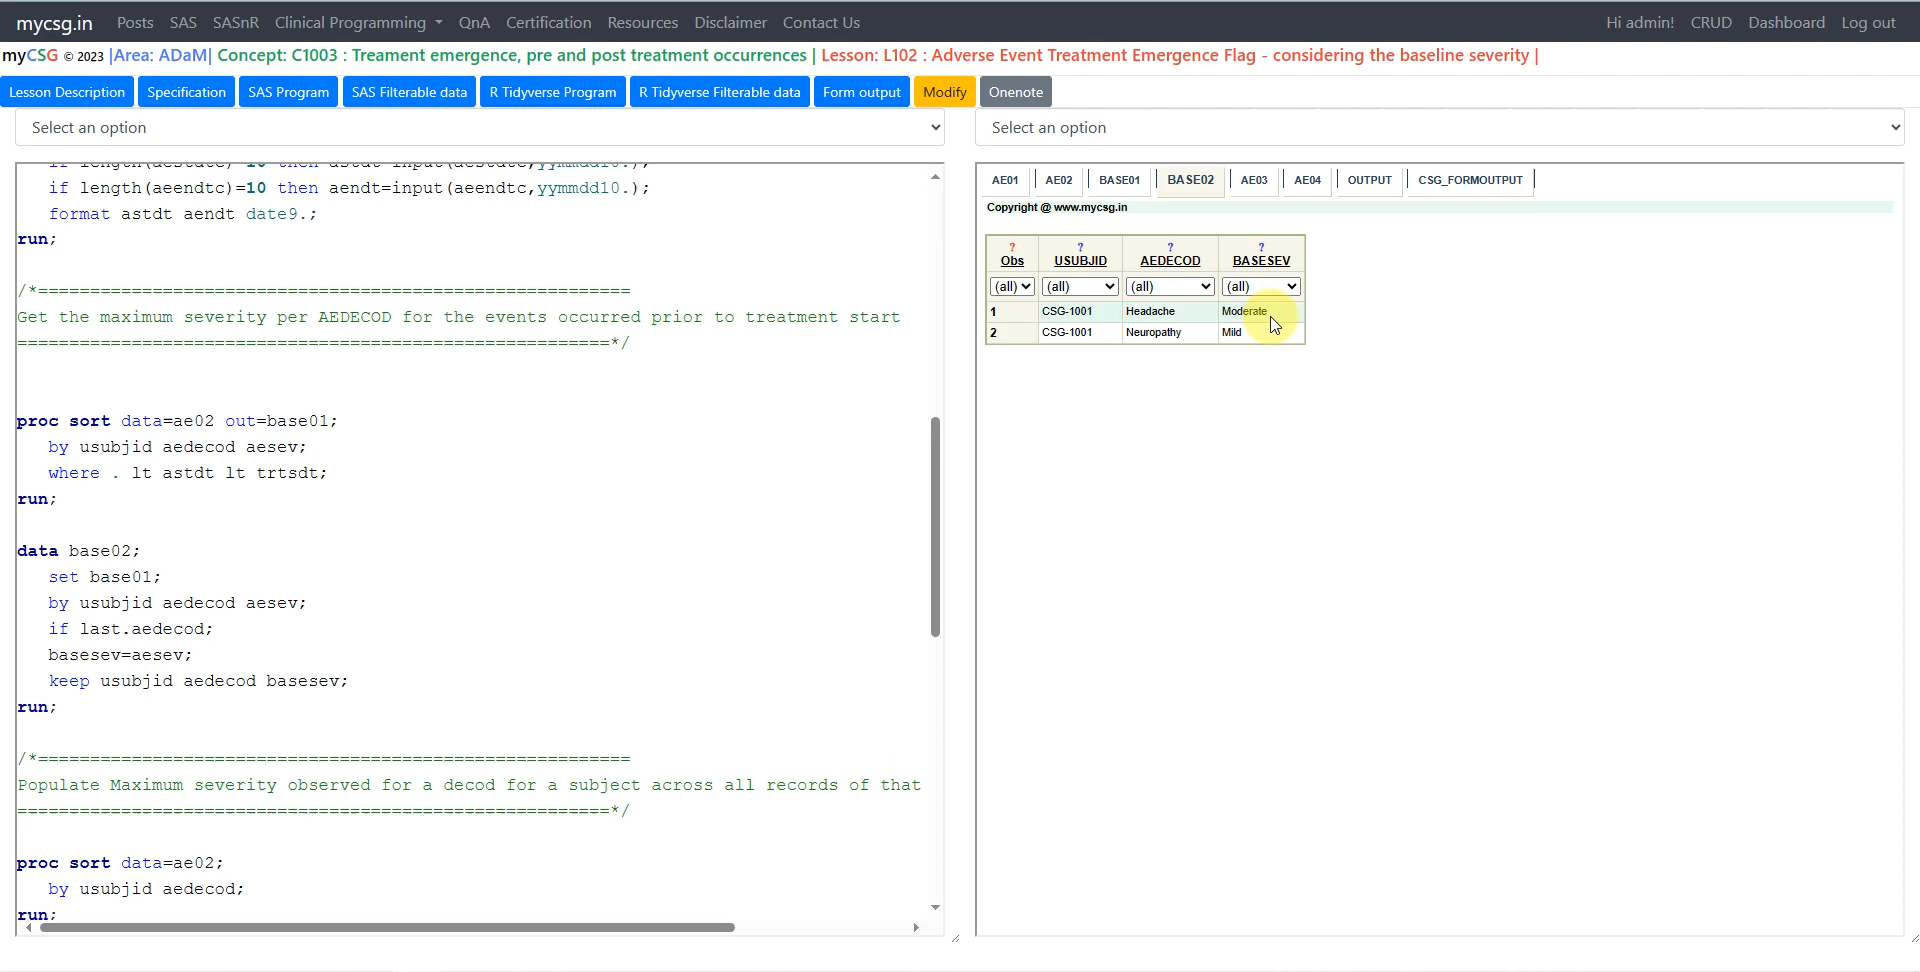 mycsg.in Posts SAS SASnR Clinical Programming QnA Certification Resources Disclaimer Contact Us Hi admin! CRUD Dashboard Log out
myCSG © 2023 |Area: ADaM| Concept: C1003 : Treament emergence, pre and post treatment occurrences | Lesson: L102 : Adverse Event Treatment Emergence Flag - considering the baseline severity |
Lesson Description Specification SAS Program SAS Filterable data R Tidyverse Program R Tidyverse Filterable data Form output Modify Onenote
Select an option
if length(aeendtc)=10 then aendt=input(aeendtc,yymmdd10.);
format astdt aendt date9.;
run;
/*=========================================================
Get the maximum severity per AEDECOD for the events occurred prior to treatment start
=========================================================*/
proc sort data=ae02 out=base01;
by usubjid aedecod aesev;
where . lt astdt lt trtsdt;
run;
data base02;
set base01;
by usubjid aedecod aesev;
if last.aedecod;
basesev=aesev;
keep usubjid aedecod basesev;
run;
/*=========================================================
Populate Maximum severity observed for a decod for a subject across all records of that
=========================================================*/
proc sort data=ae02;
by usubjid aedecod;
run;
Select an option
AE01 | AE02 | BASE01 | BASE02 | AE03 | AE04 | OUTPUT | CSG_FORMOUTPUT |
Copyright @ www.mycsg.in
? ? ? ?
Obs USUBJID AEDECOD BASESEV
(all) (all) (all) (all)
1 CSG-1001 Headache Moderate
2 CSG-1001 Neuropathy Mild